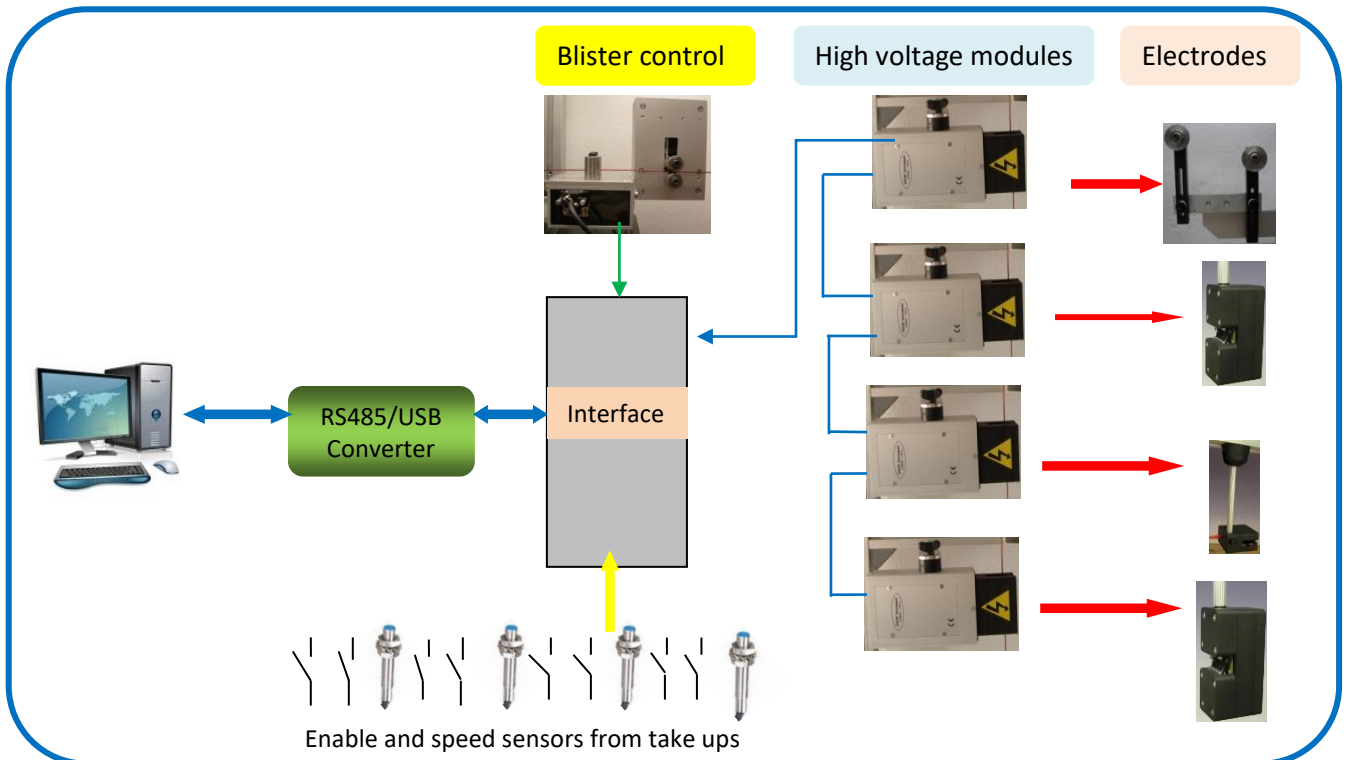 Blister control
High voltage modules
Electrodes
RS485/USB
Converter
Interface
Enable and speed sensors from take ups